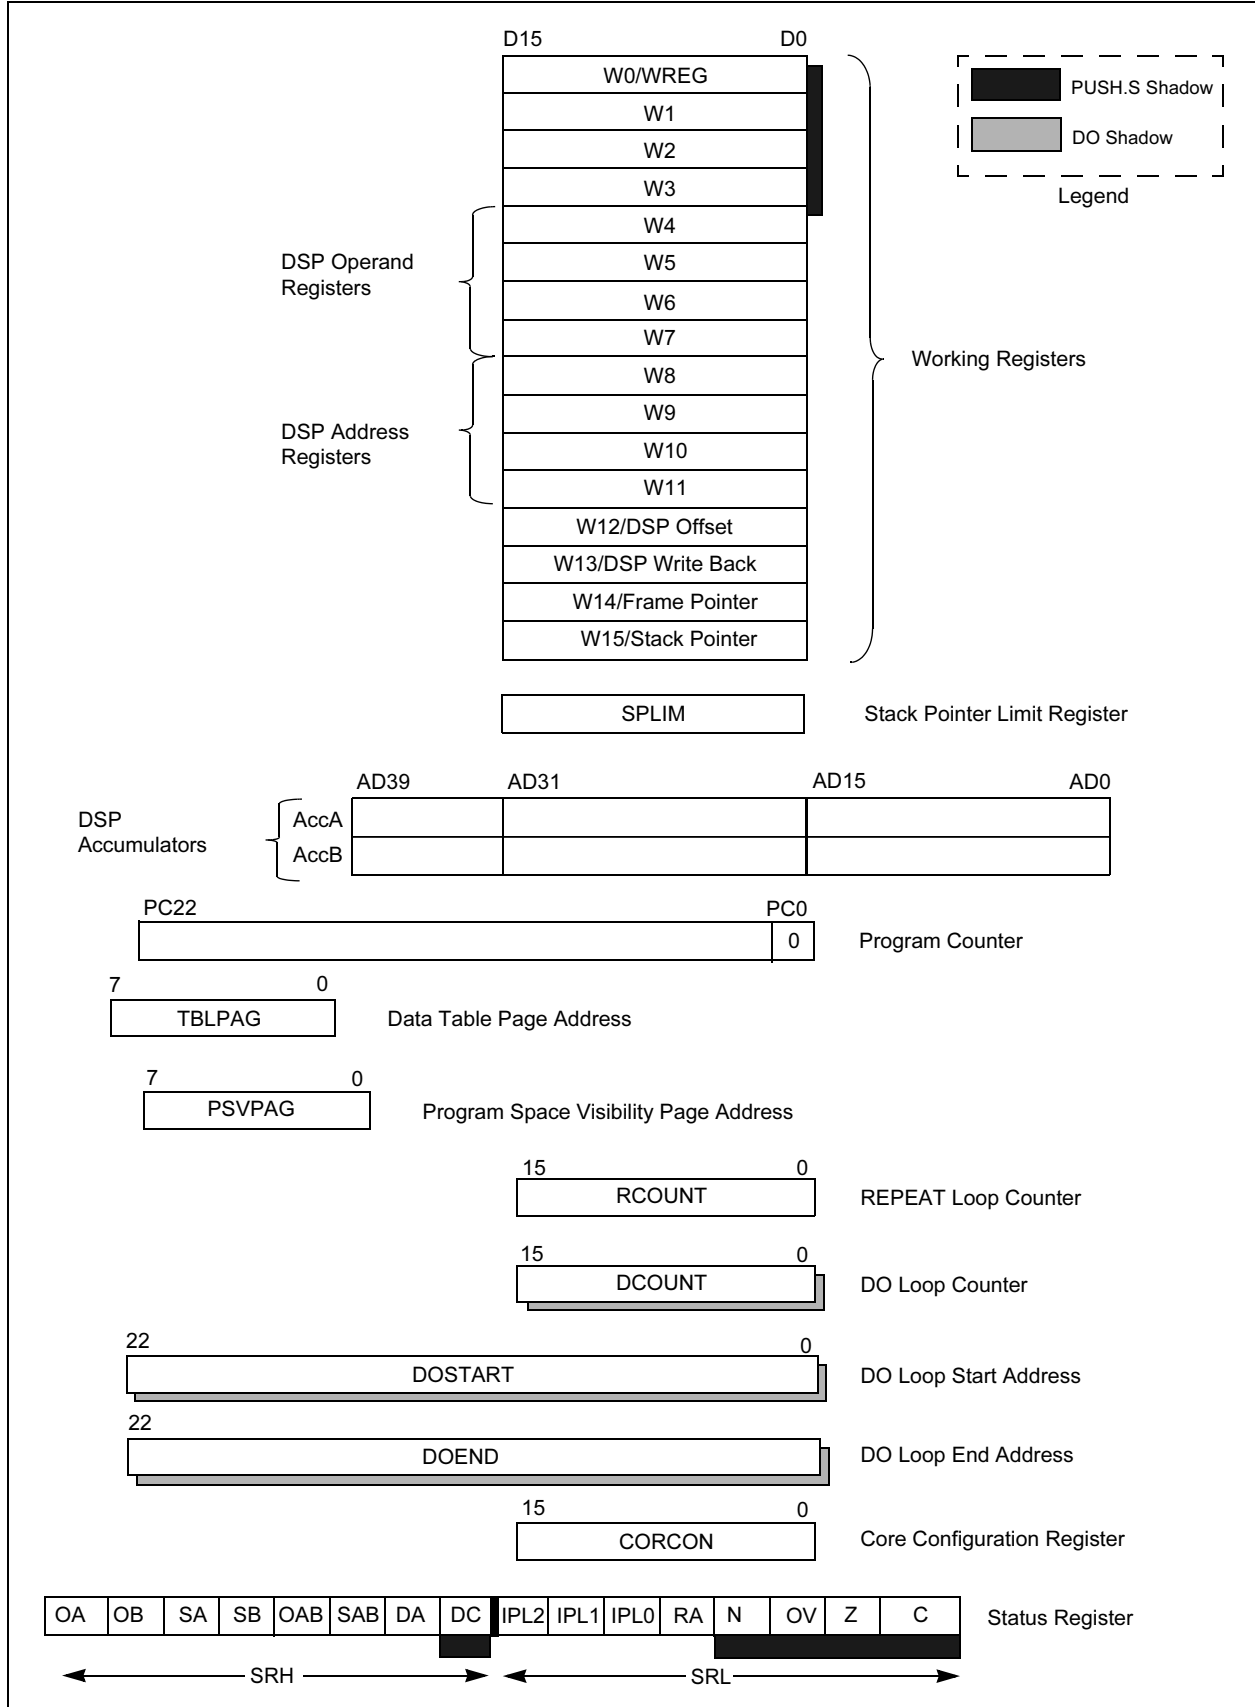 D15 D0
W0/WREG
W1
W2
W3
W4
W5
W6
W7
W8
W9
W10
W11
W12/DSP Offset
W13/DSP Write Back
W14/Frame Pointer
W15/Stack Pointer
PUSH.S Shadow
DO Shadow
Legend
DSP Operand
Registers
DSP Address
Registers
Working Registers
SPLIM Stack Pointer Limit Register
AD39 AD31 AD15 AD0
DSP
Accumulators
AccA
AccB
PC22 PC0
0 Program Counter
7 0
TBLPAG Data Table Page Address
7 0
PSVPAG Program Space Visibility Page Address
15 0
RCOUNT REPEAT Loop Counter
15 0
DCOUNT DO Loop Counter
22 0
DOSTART DO Loop Start Address
22
DOEND DO Loop End Address
15 0
CORCON Core Configuration Register
OA OB SA SB OAB SAB DA DC IPL2 IPL1 IPL0 RA N OV Z C Status Register
SRH SRL